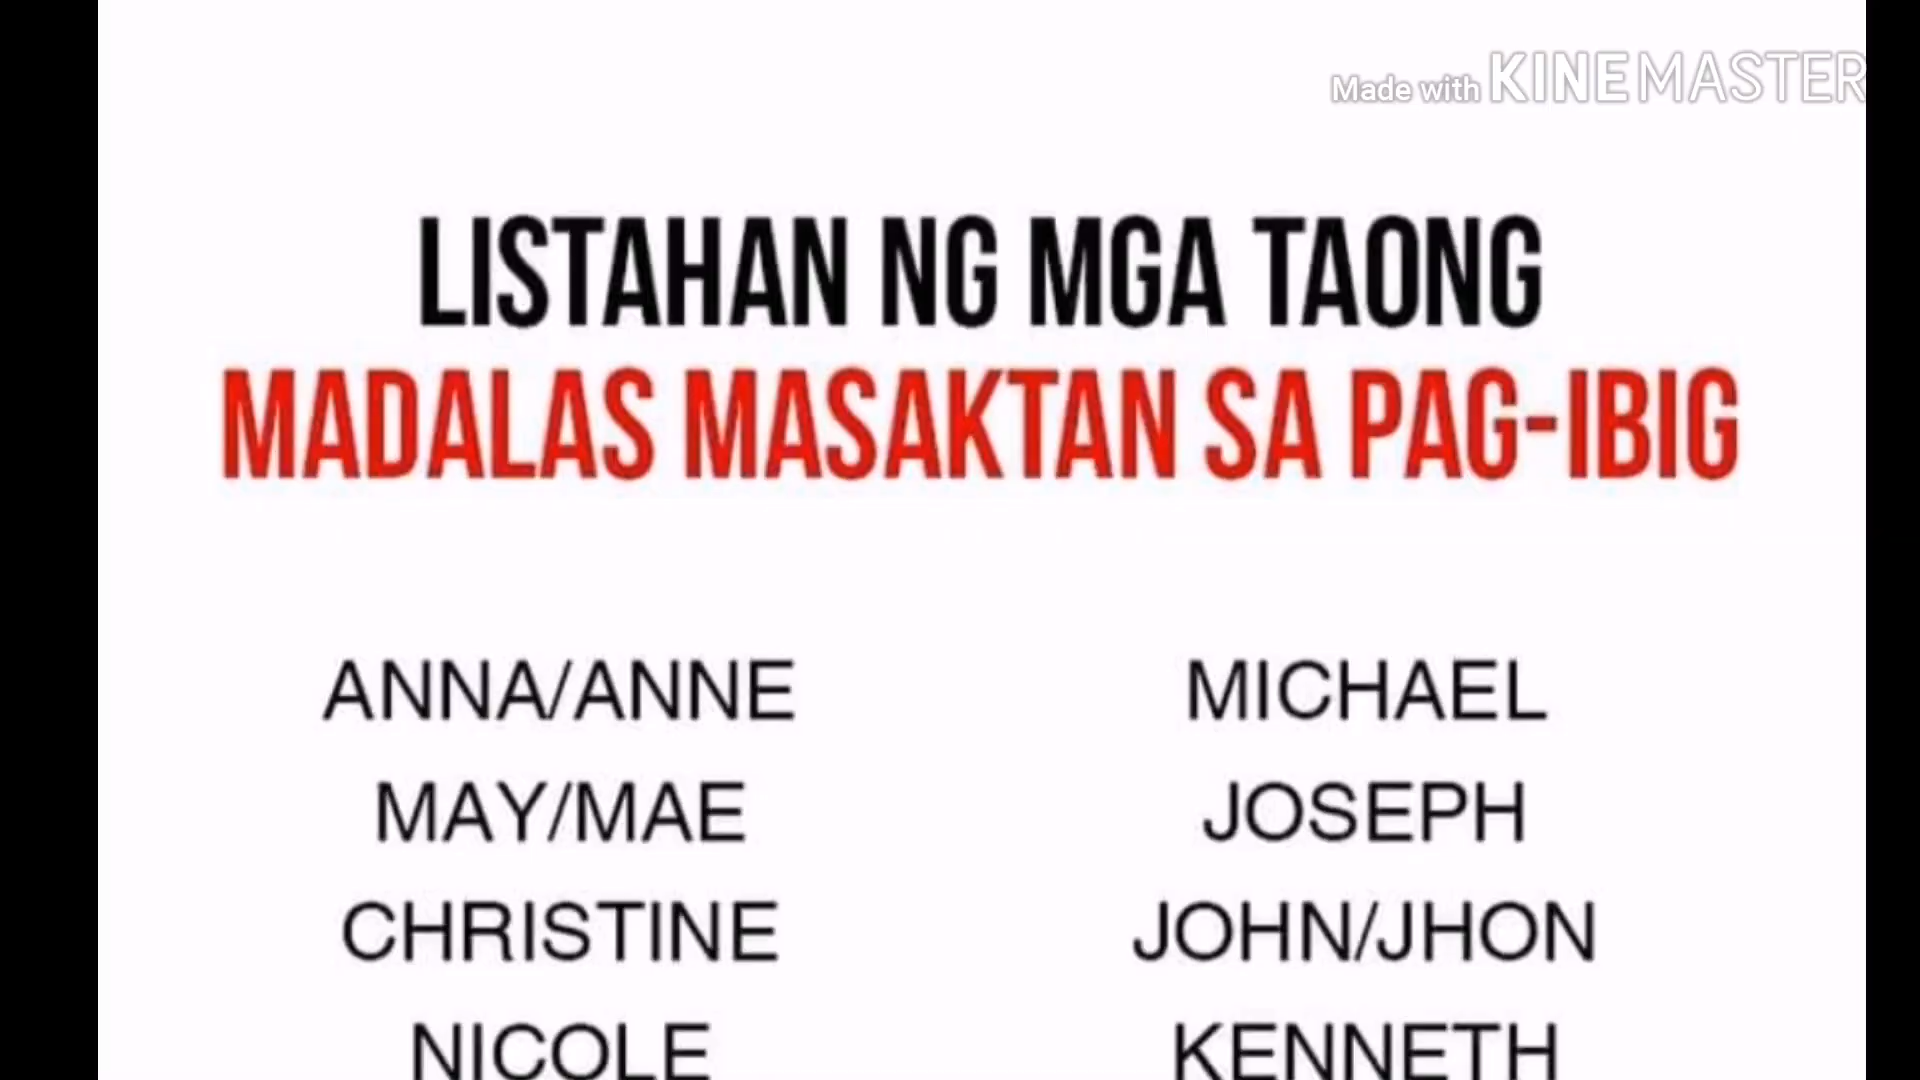 Made with KINEMASTER
LISTAHAN NG MGA TAONG
MADALAS MASAKTAN SA PAG-IBIG
ANNA/ANNE MICHAEL
MAY/MAE JOSEPH
CHRISTINE JOHN/JHON
NICOLE KENNETH